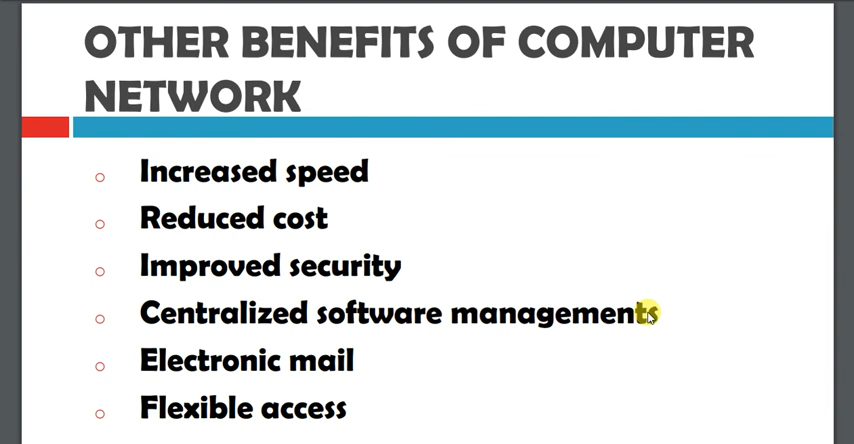 OTHER BENEFITS OF COMPUTER
NETWORK
Increased speed
Reduced cost
Improved security
Centralized software managements
Electronic mail
Flexible access